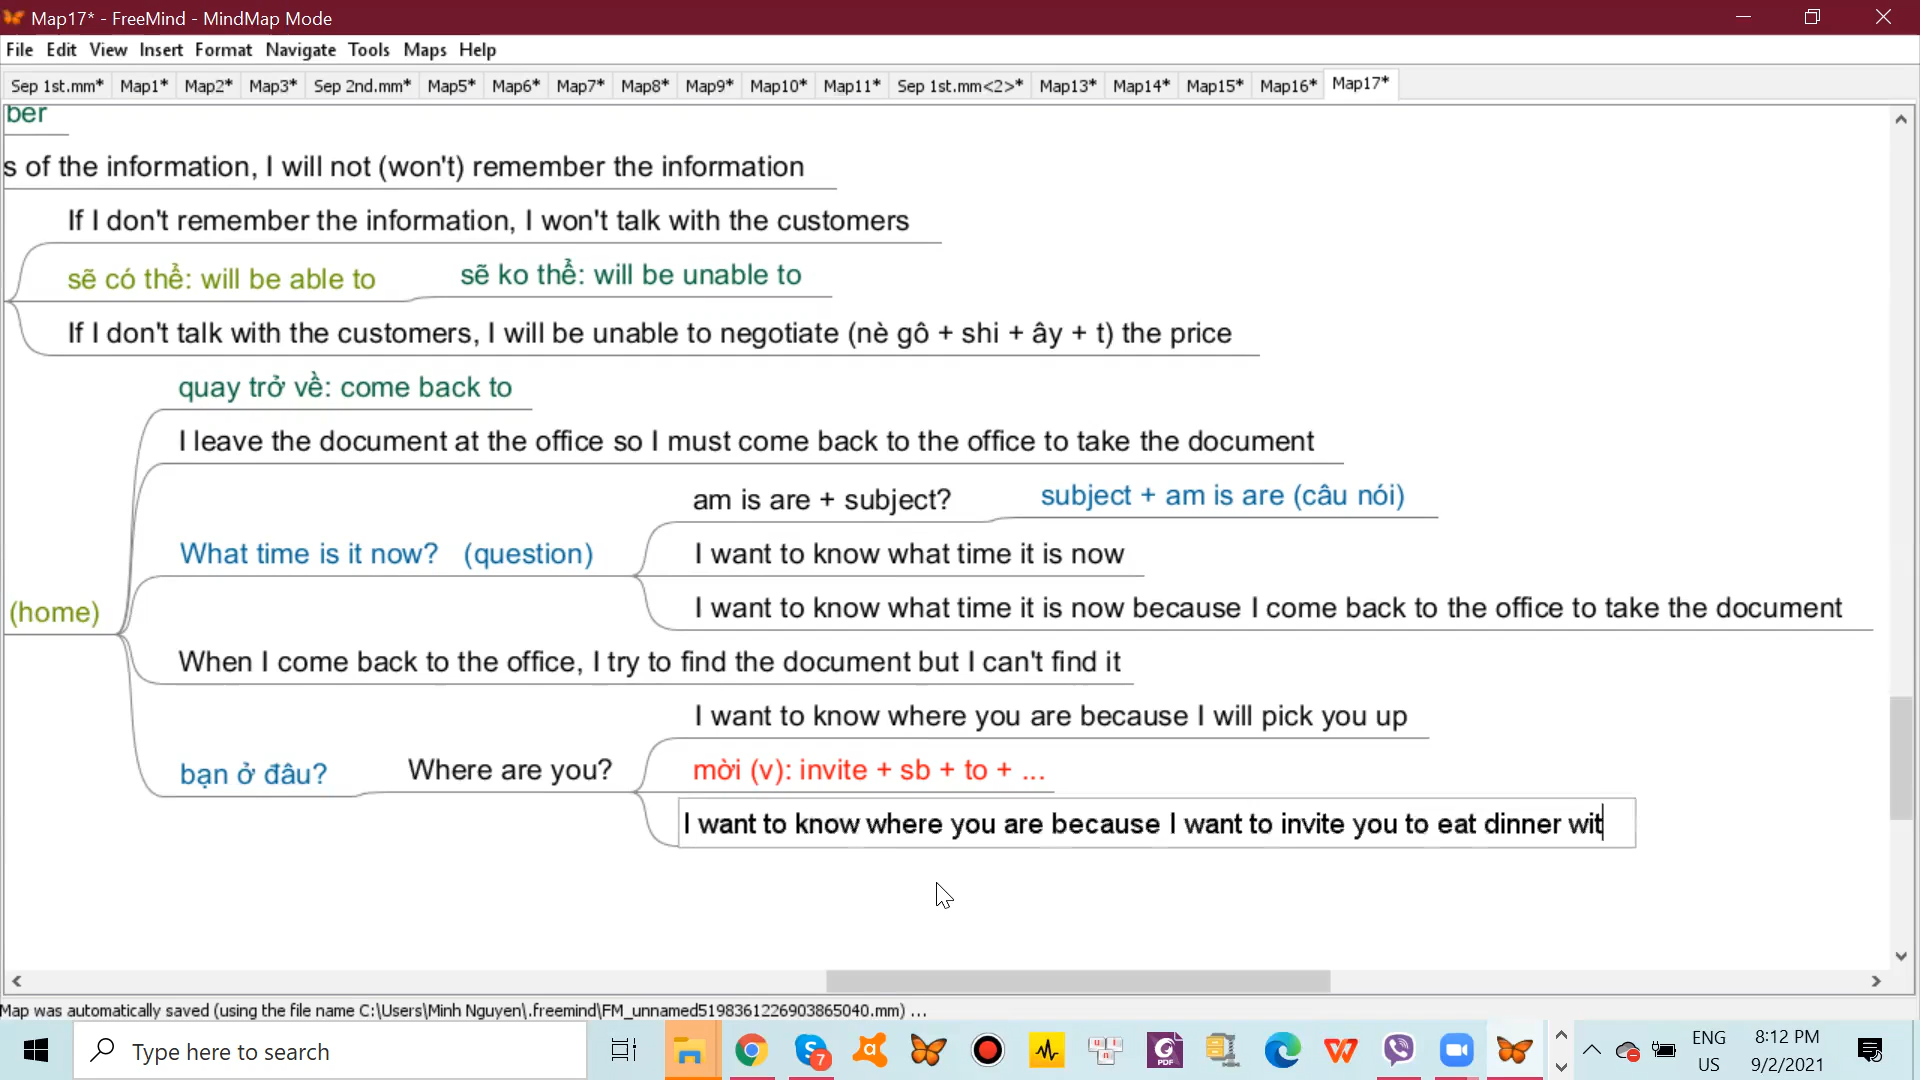 Map17* - FreeMind - MindMap Mode
File Edit View Insert Format Navigate Tools Maps Help
Sep 1st.mm* Map1* Map2* Map3* Sep 2nd.mm* Map5* Map6* Map7* Map8* Map9* Map10* Map11* Sep 1st.mm<2>* Map13* Map14* Map15* Map16* Map17*
ber
s of the information, I will not (won't) remember the information
If I don't remember the information, I won't talk with the customers
sẽ có thể: will be able to
sẽ ko thể: will be unable to
If I don't talk with the customers, I will be unable to negotiate (nè gô + shi + ây + t) the price
quay trở về: come back to
I leave the document at the office so I must come back to the office to take the document
am is are + subject?
subject + am is are (câu nói)
What time is it now? (question)
I want to know what time it is now
I want to know what time it is now because I come back to the office to take the document
(home)
When I come back to the office, I try to find the document but I can't find it
I want to know where you are because I will pick you up
bạn ở đâu?
Where are you?
mời (v): invite + sb + to + ...
I want to know where you are because I want to invite you to eat dinner wit
Map was automatically saved (using the file name C:\Users\Minh Nguyen\.freemind\FM_unnamed5198361226903865040.mm) ...
Type here to search
7
ENG
US
8:12 PM
9/2/2021